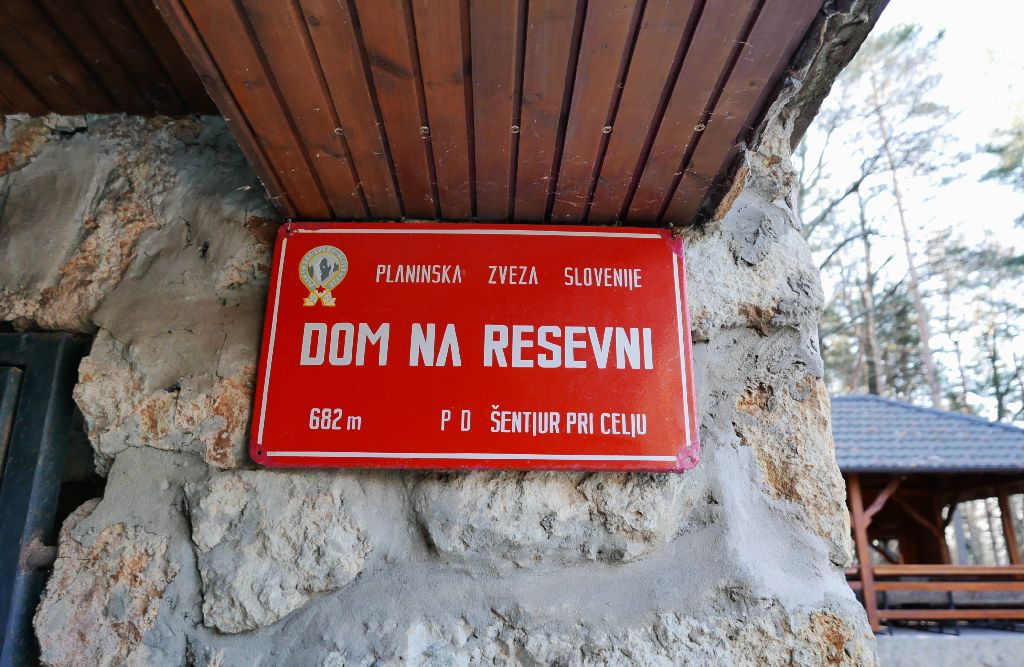 PLANINSKA ZVEZA SLOVENIJE
DOM NA RESEVNI
682 m P D ŠENTJUR PRI CELJU